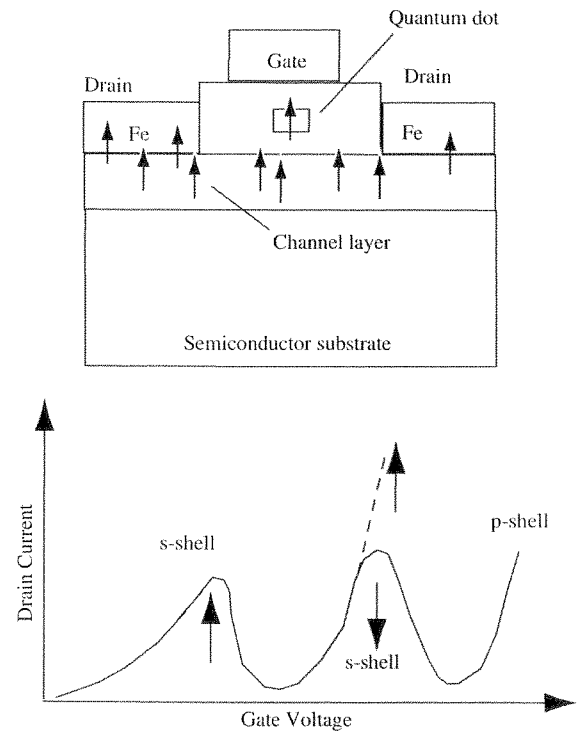 Quantum dot
Gate
Drain
Drain
Fe
Fe
Channel layer
Semiconductor substrate
Drain Current
s-shell
p-shell
s-shell
Gate Voltage